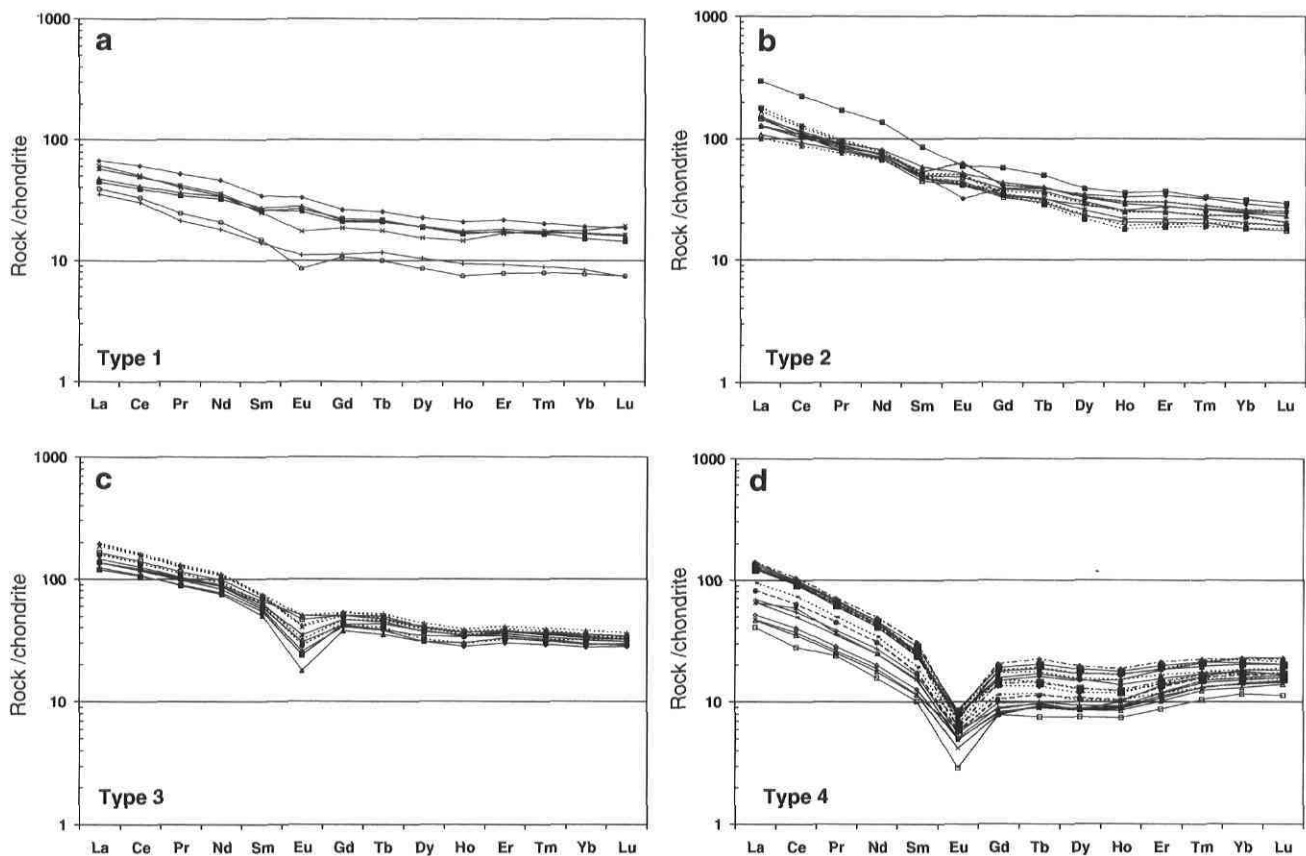 a
1000
100
10
1
Rock /chondrite
Type 1
La Ce Pr Nd Sm Eu Gd Tb Dy Ho Er Tm Yb Lu
b
1000
100
10
1
Rock /chondrite
Type 2
La Ce Pr Nd Sm Eu Gd Tb Dy Ho Er Tm Yb Lu
c
1000
100
10
1
Rock /chondrite
Type 3
La Ce Pr Nd Sm Eu Gd Tb Dy Ho Er Tm Yb Lu
d
1000
100
10
1
Rock /chondrite
Type 4
La Ce Pr Nd Sm Eu Gd Tb Dy Ho Er Tm Yb Lu